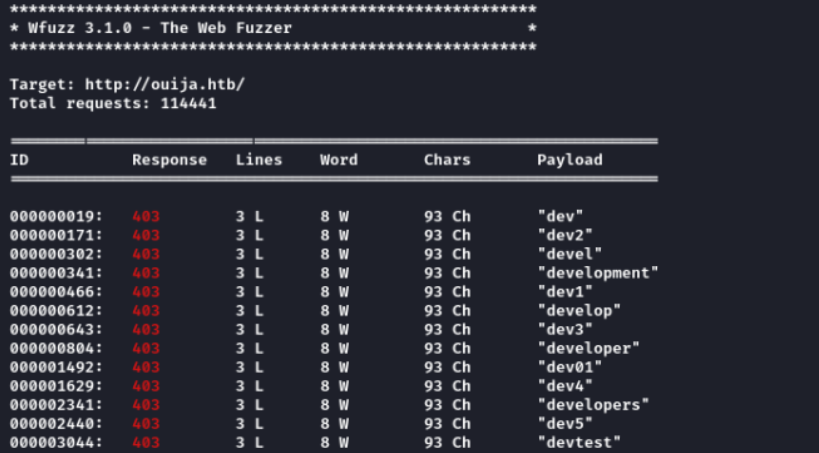 ********************************************************
* Wfuzz 3.1.0 - The Web Fuzzer                         *
********************************************************
Target: http://ouija.htb/
Total requests: 114441
=====================================================================
ID           Response   Lines    Word       Chars       Payload
=====================================================================
000000019:   403        3 L      8 W        93 Ch       "dev"
000000171:   403        3 L      8 W        93 Ch       "dev2"
000000302:   403        3 L      8 W        93 Ch       "devel"
000000341:   403        3 L      8 W        93 Ch       "development"
000000466:   403        3 L      8 W        93 Ch       "dev1"
000000612:   403        3 L      8 W        93 Ch       "develop"
000000643:   403        3 L      8 W        93 Ch       "dev3"
000000804:   403        3 L      8 W        93 Ch       "developer"
000001492:   403        3 L      8 W        93 Ch       "dev01"
000001629:   403        3 L      8 W        93 Ch       "dev4"
000002341:   403        3 L      8 W        93 Ch       "developers"
000002440:   403        3 L      8 W        93 Ch       "dev5"
000003044:   403        3 L      8 W        93 Ch       "devtest"